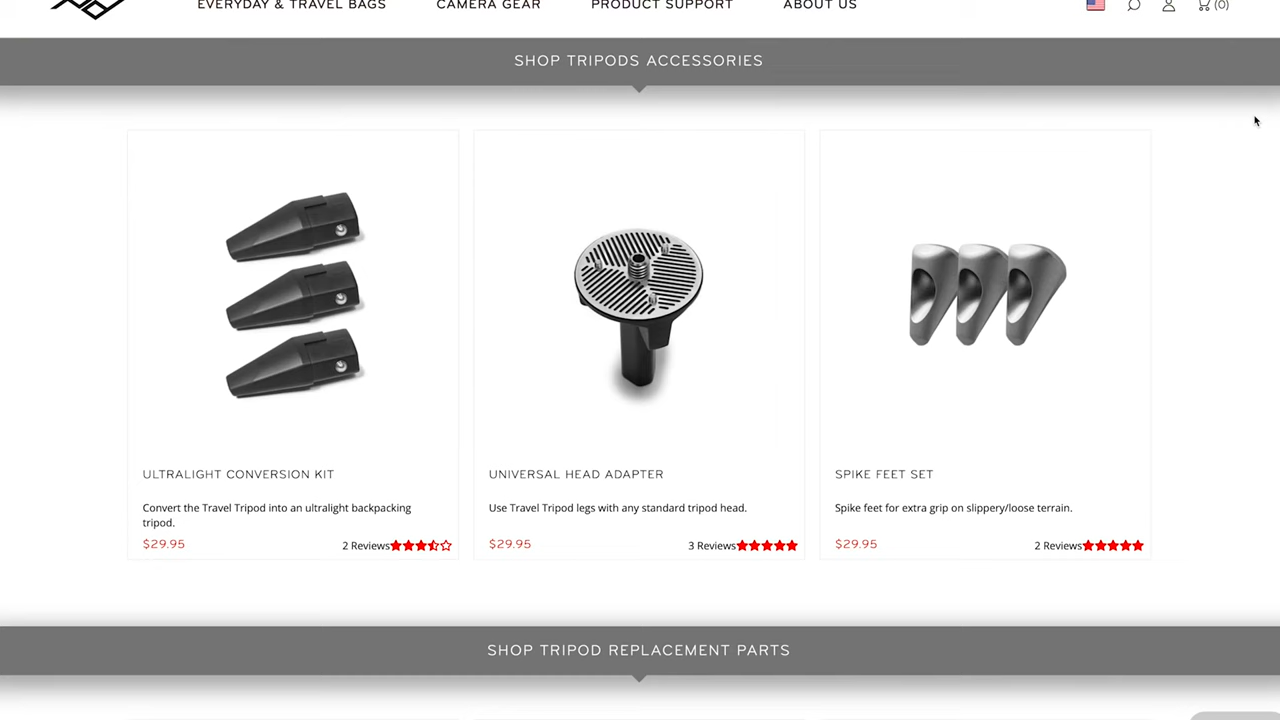 EVERYDAY & TRAVEL BAGS CAMERA GEAR PRODUCT SUPPORT ABOUT US (0)
SHOP TRIPODS ACCESSORIES
ULTRALIGHT CONVERSION KIT
Convert the Travel Tripod into an ultralight backpacking
tripod.
$29.95 2 Reviews
UNIVERSAL HEAD ADAPTER
Use Travel Tripod legs with any standard tripod head.
$29.95 3 Reviews
SPIKE FEET SET
Spike feet for extra grip on slippery/loose terrain.
$29.95 2 Reviews
SHOP TRIPOD REPLACEMENT PARTS